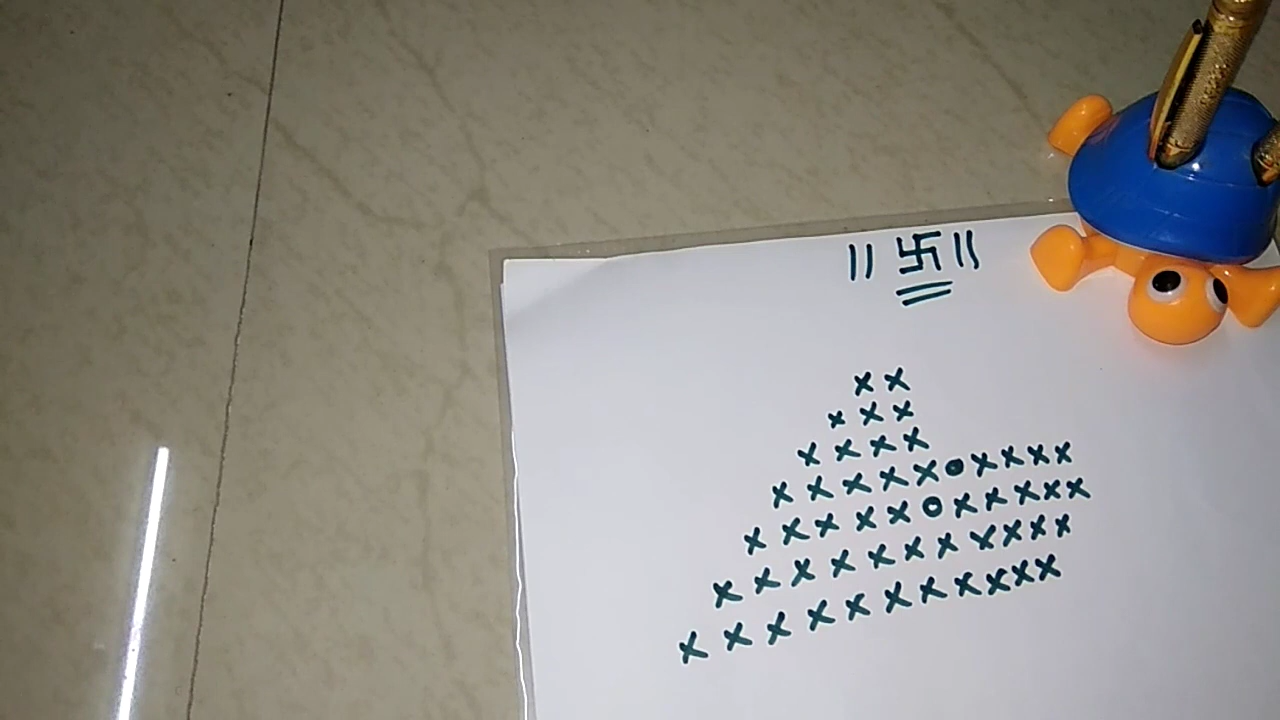 || 卐 ||
x x
x x x
x x x x
x x x x x ● x x x x
x x x x x o x x x x x
x x x x x x x x x x x
x x x x x x x x x x x